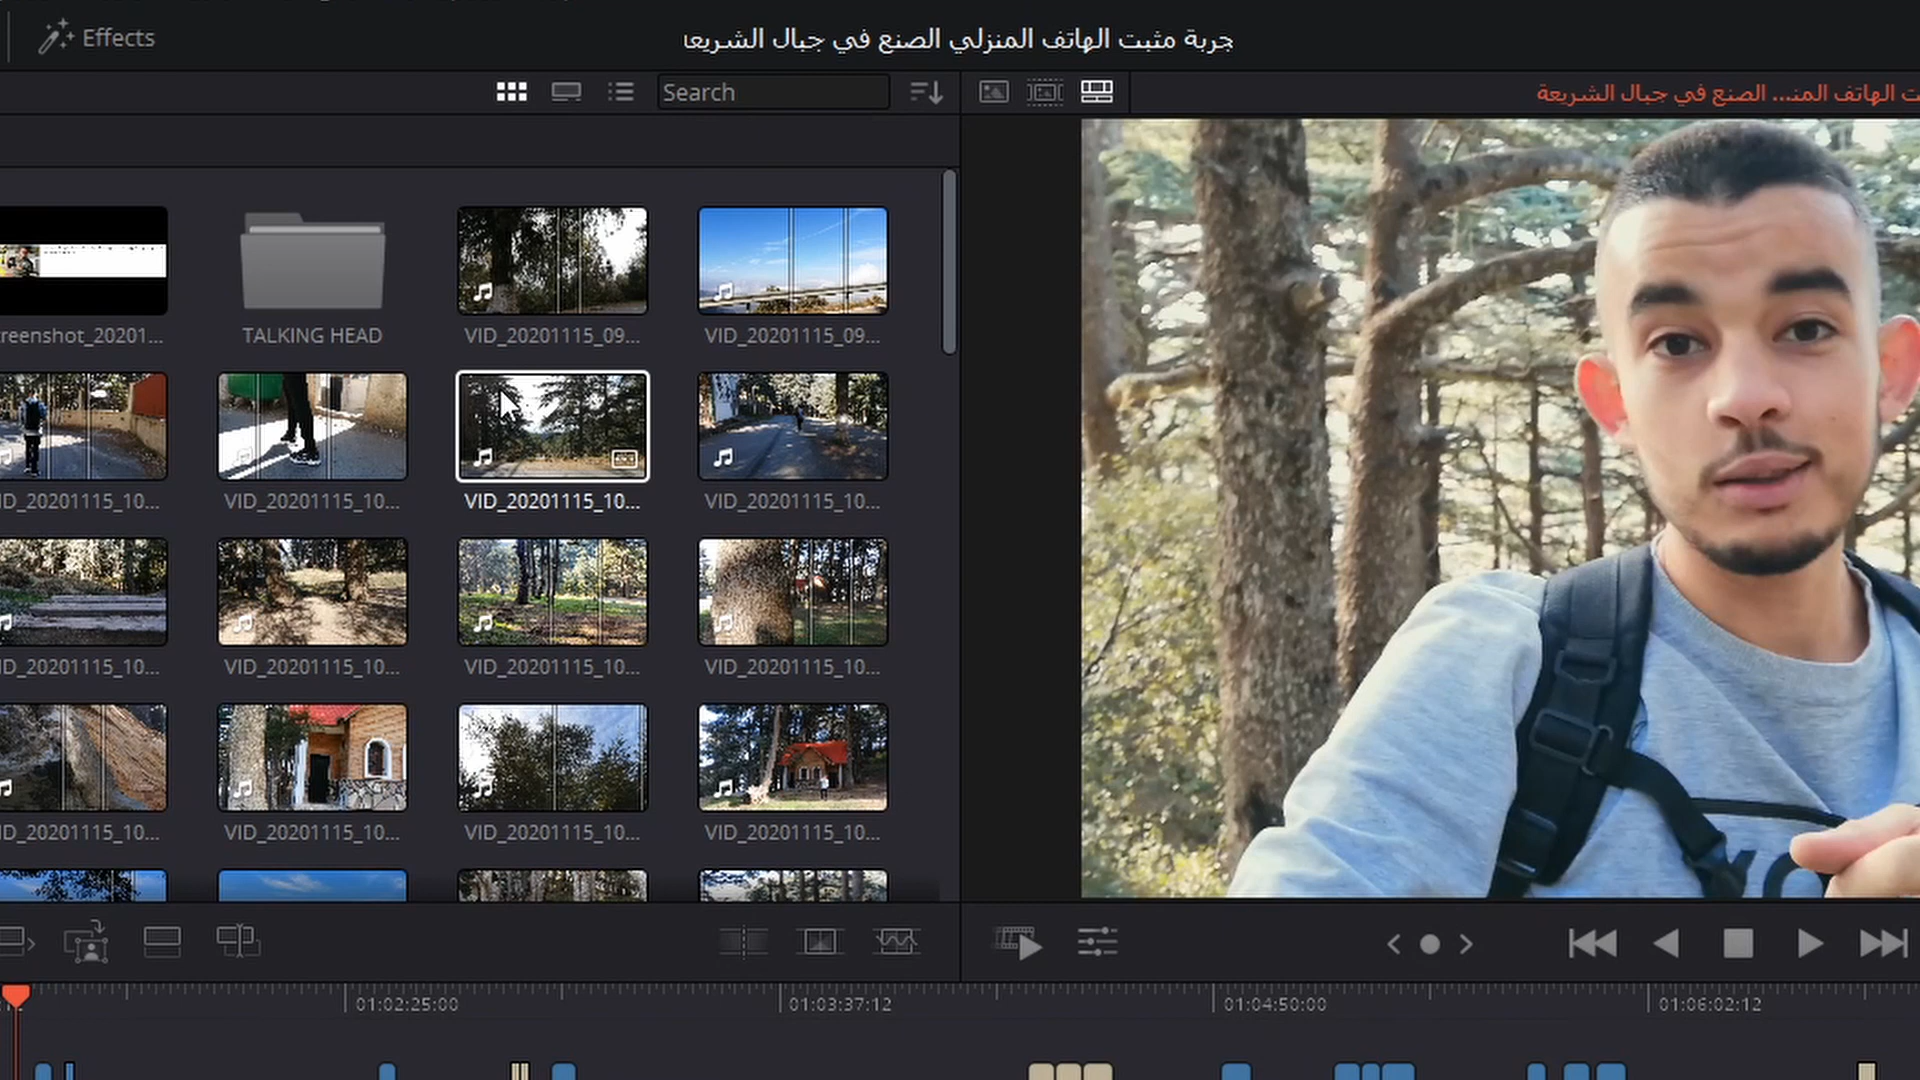 Effects
جربة مثبت الهاتف المنزلي الصنع في جبال الشريعا
Search
ت الهاتف المنـ... الصنع في جبال الشريعة
reenshot_20201...
TALKING HEAD
VID_20201115_09...
VID_20201115_09...
ID_20201115_10...
VID_20201115_10...
VID_20201115_10...
VID_20201115_10...
ID_20201115_10...
VID_20201115_10...
VID_20201115_10...
VID_20201115_10...
ID_20201115_10...
VID_20201115_10...
VID_20201115_10...
VID_20201115_10...
01:02:25:00
01:03:37:12
01:04:50:00
01:06:02:12